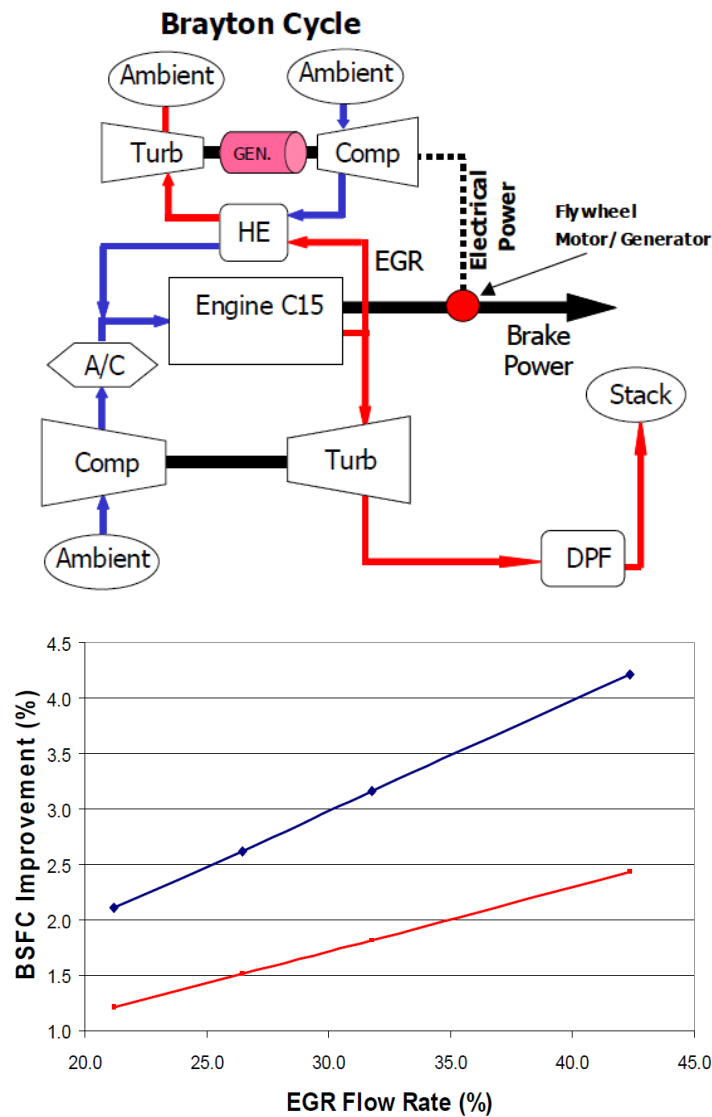 Brayton Cycle
Ambient
Ambient
Turb
GEN.
Comp
HE
EGR
Electrical
Power
Flywheel
Motor/Generator
Engine C15
Brake
Power
A/C
Stack
Comp
Turb
Ambient
DPF
4.5
4.0
3.5
3.0
2.5
2.0
1.5
1.0
BSFC Improvement (%)
20.0 25.0 30.0 35.0 40.0 45.0
EGR Flow Rate (%)